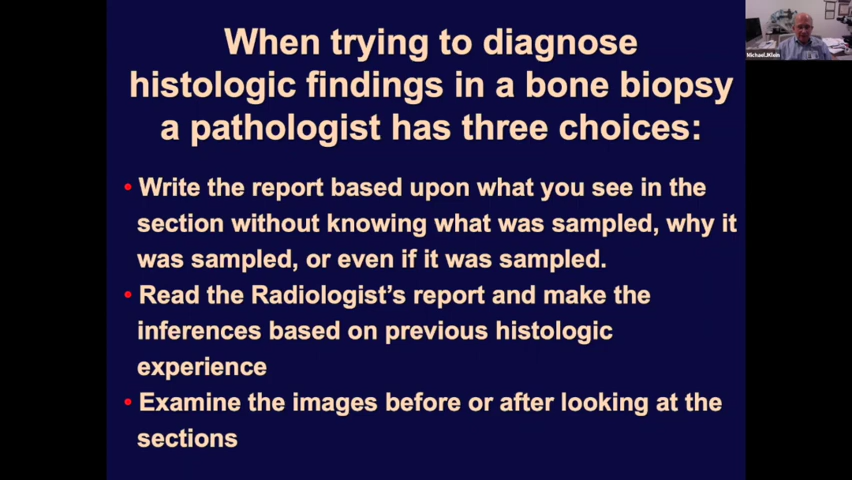 When trying to diagnose
histologic findings in a bone biopsy
a pathologist has three choices:
• Write the report based upon what you see in the
section without knowing what was sampled, why it
was sampled, or even if it was sampled.
• Read the Radiologist's report and make the
inferences based on previous histologic
experience
• Examine the images before or after looking at the
sections